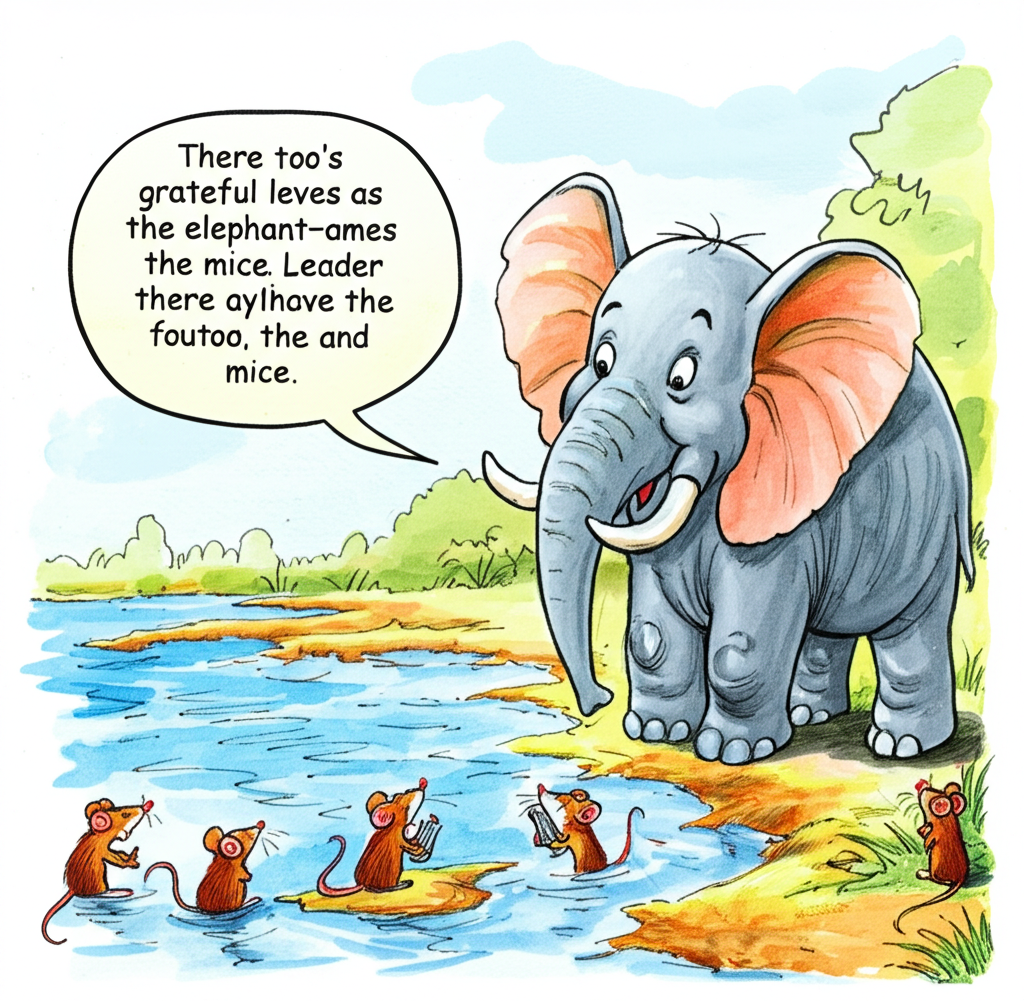 There too's
grateful leves as
the elephant-ames
the mice. Leader
there aylhave the
foutoo, the and
mice.